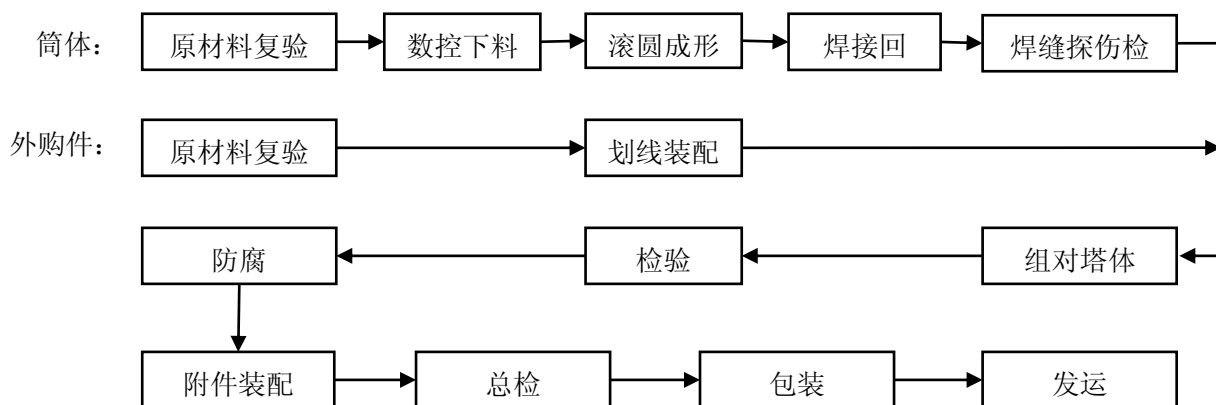 筒体： 原材料复验 数控下料 滚圆成形 焊接回 焊缝探伤检
外购件： 原材料复验 划线装配
防腐 检验 组对塔体
附件装配 总检 包装 发运